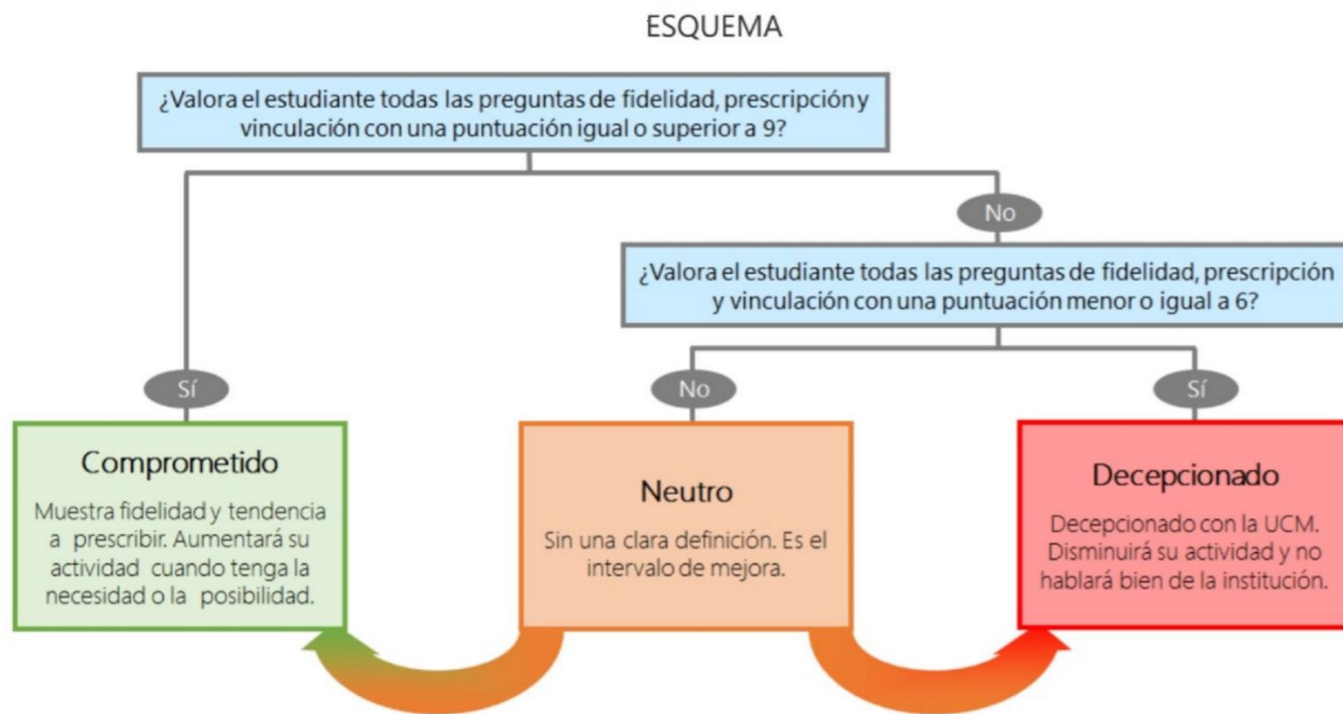 ESQUEMA
¿Valora el estudiante todas las preguntas de fidelidad, prescripción y
vinculación con una puntuación igual o superior a 9?
No
¿Valora el estudiante todas las preguntas de fidelidad, prescripción
y vinculación con una puntuación menor o igual a 6?
Sí
No
Sí
Comprometido
Muestra fidelidad y tendencia
a prescribir. Aumentará su
actividad cuando tenga la
necesidad o la posibilidad.
Neutro
Sin una clara definición. Es el
intervalo de mejora.
Decepcionado
Decepcionado con la UCM.
Disminuirá su actividad y no
hablará bien de la institución.